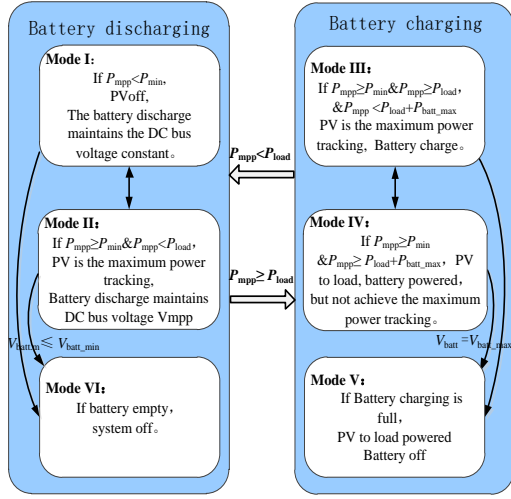 Battery discharging
Mode I:
If Pmpp<Pmin,
PVoff,
The battery discharge
maintains the DC bus
voltage constant。
Mode II:
If Pmpp≥Pmin&Pmpp<Pload,
PV is the maximum power
tracking,
Battery discharge maintains
DC bus voltage Vmpp
Vbatt.m≤ Vbatt_min
Mode VI:
If battery empty,
system off。
Pmpp<Pload
Pmpp≥ Pload
Battery charging
Mode III:
If Pmpp≥Pmin&Pmpp≥Pload,
&Pmpp <Pload+Pbatt_max
PV is the maximum power
tracking, Battery charge。
Mode IV:
If Pmpp≥Pmin
&Pmpp≥ Pload+Pbatt_max, PV
to load, battery powered,
but not achieve the maximum
power tracking。
Vbatt =Vbatt_max
Mode V:
If Battery charging is
full,
PV to load powered
Battery off